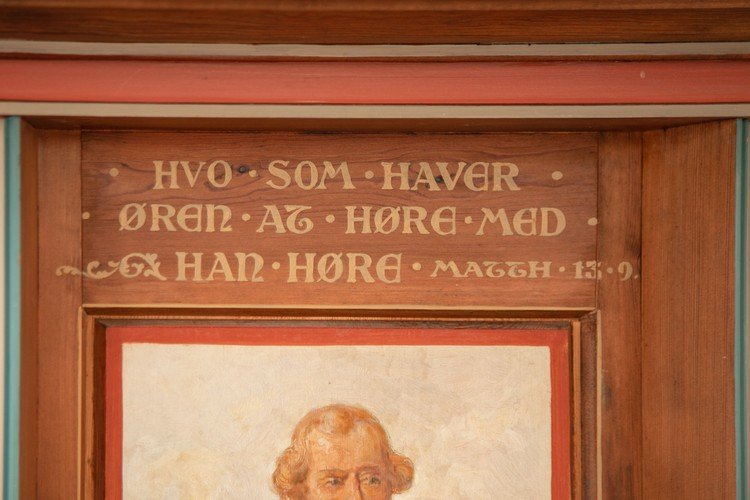 · HVO · SOM · HAVER ·
· ØREN · AT · HØRE · MED ·
HAN · HØRE · MATTH · 13 · 9.